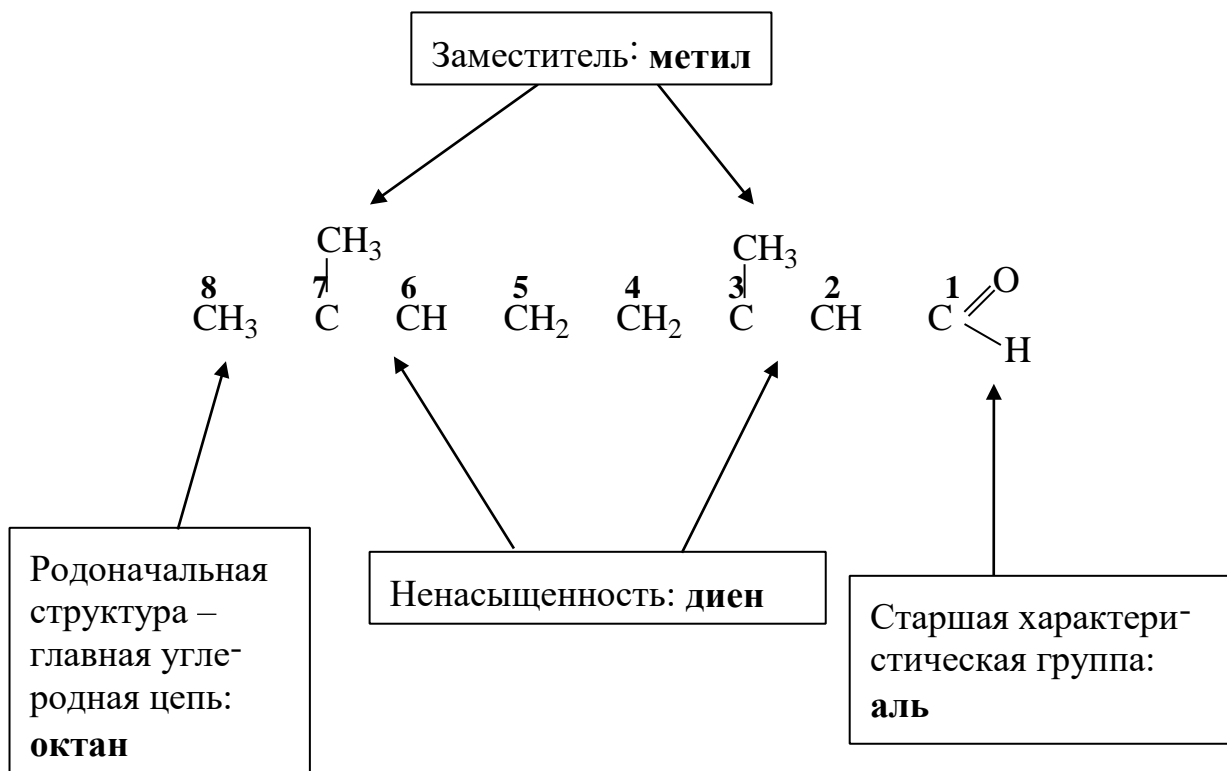 Заместитель: метил
CH3 CH3
8 7 6 5 4 3 2 1 O
CH3 C CH CH2 CH2 C CH C
H
Родоначальная
структура –
главная угле-
родная цепь:
октан
Ненасыщенность: диен
Старшая характери-
стическая группа:
аль